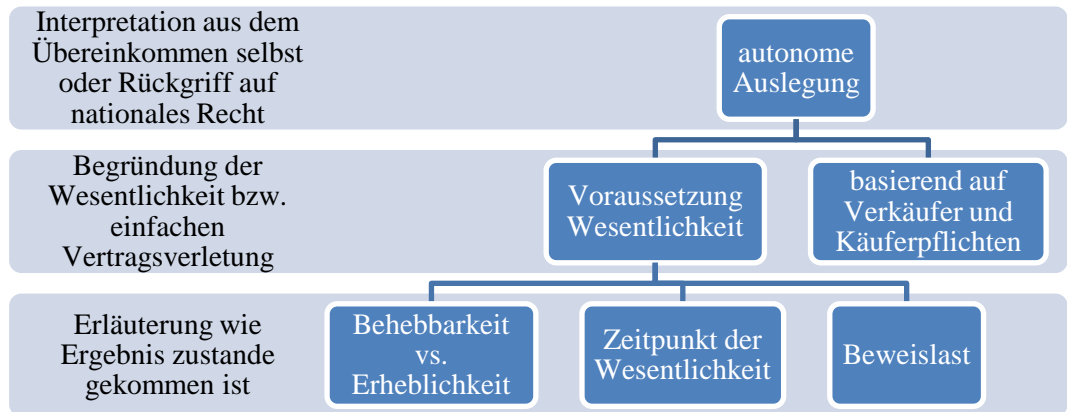 Interpretation aus dem
Übereinkommen selbst
oder Rückgriff auf
nationales Recht
autonome
Auslegung
Begründung der
Wesentlichkeit bzw.
einfachen
Vertragsverletung
Voraussetzung
Wesentlichkeit
basierend auf
Verkäufer und
Käuferpflichten
Erläuterung wie
Ergebnis zustande
gekommen ist
Behebbarkeit
vs.
Erheblichkeit
Zeitpunkt der
Wesentlichkeit
Beweislast